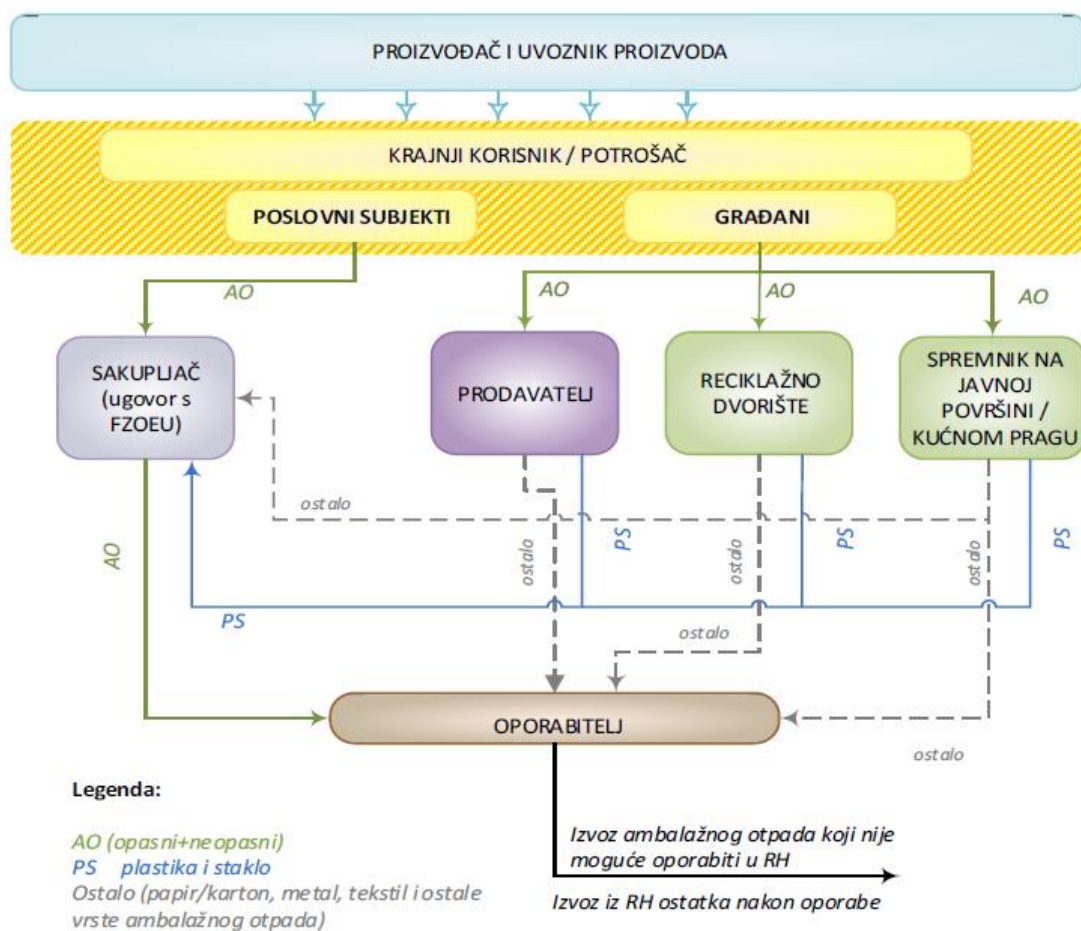 PROIZVOĐAČ I UVOZNIK PROIZVODA
KRAJNJI KORISNIK / POTROŠAČ
POSLOVNI SUBJEKTI
GRAĐANI
AO
AO
AO
AO
SAKUPLJAČ
(ugovor s
FZOEU)
PRODAVATELJ
RECIKLAŽNO
DVORIŠTE
SPREMNIK NA
JAVNOJ
POVRŠINI /
KUĆNOM PRAGU
ostalo
AO
ostalo
PS
ostalo
PS
ostalo
PS
PS
ostalo
OPORABITELJ
ostalo
Legenda:
AO (opasni+neopasni)
PS plastika i staklo
Ostalo (papir/karton, metal, tekstil i ostale
vrste ambalažnog otpada)
Izvoz ambalažnog otpada koji nije
moguće oporabiti u RH
Izvoz iz RH ostatka nakon oporabe